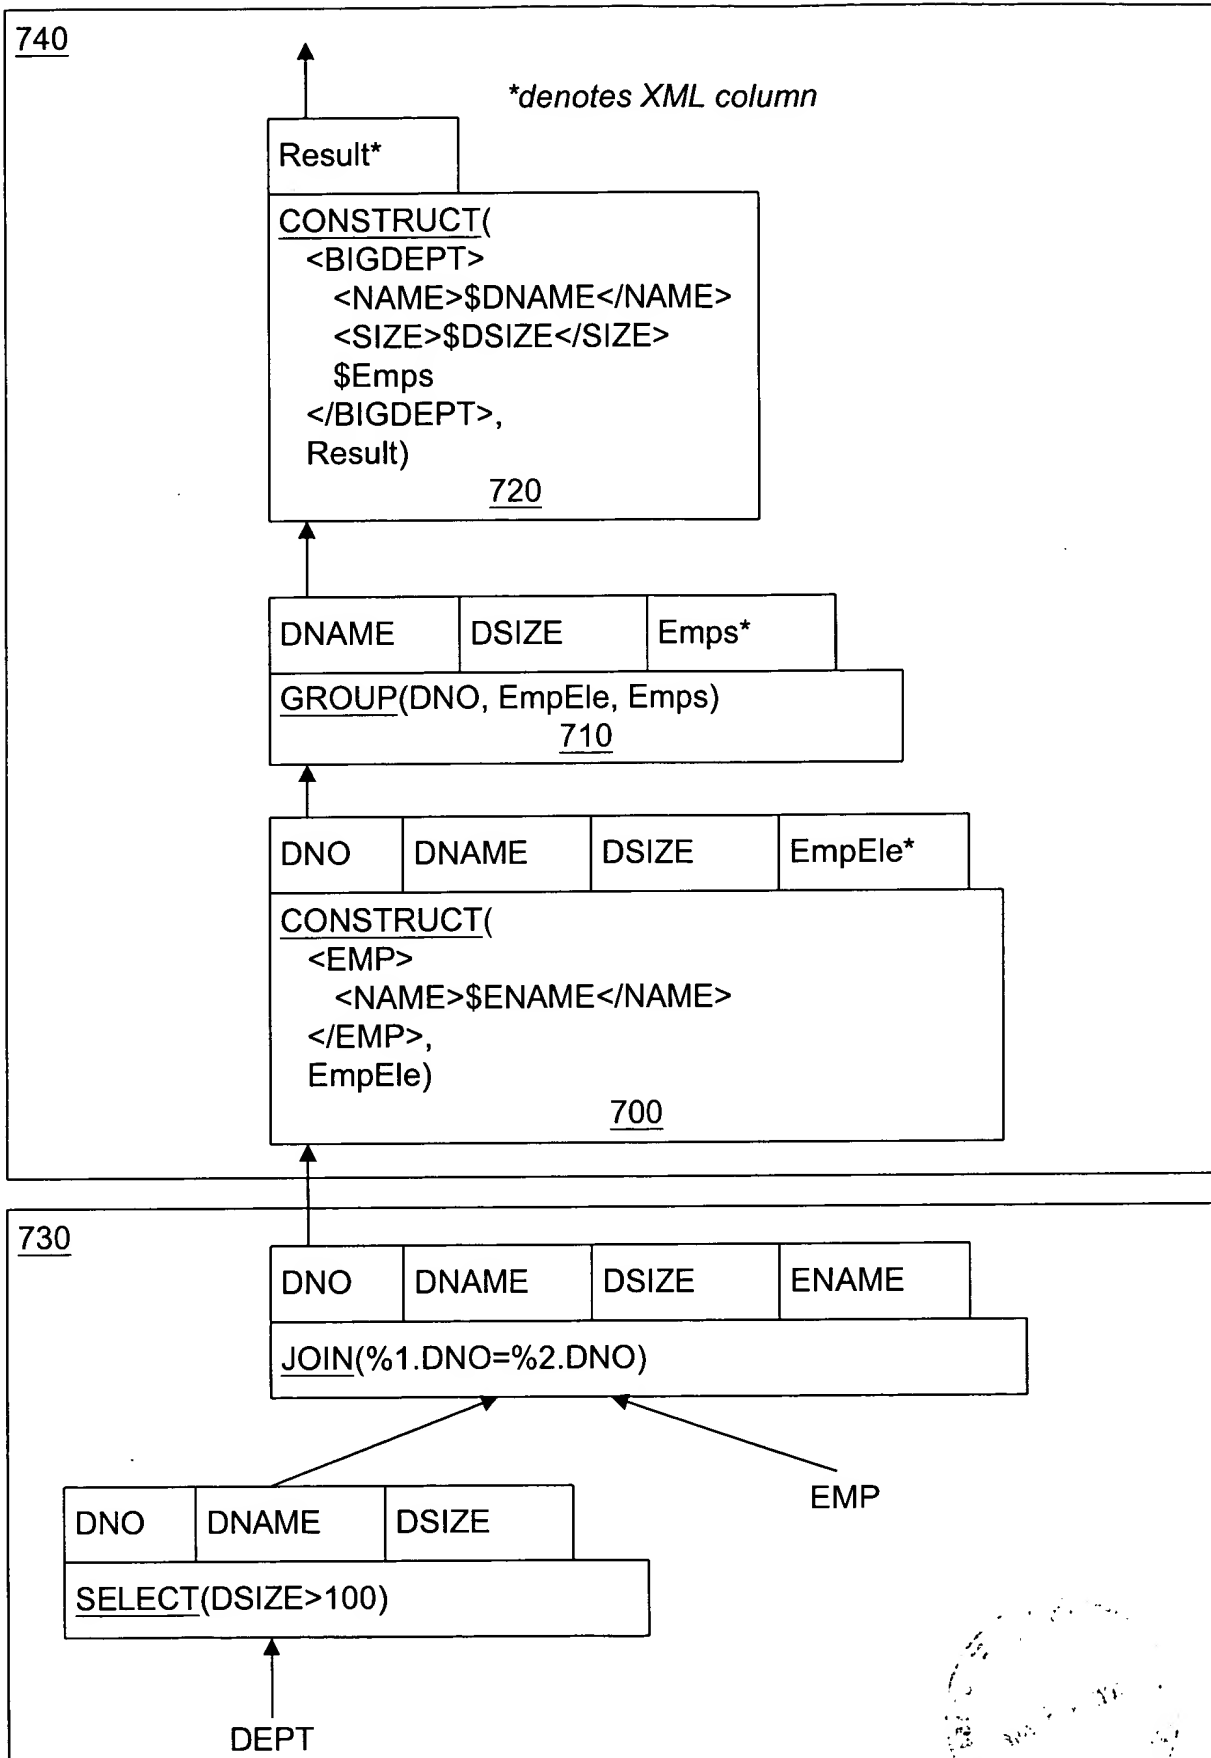 740
*denotes XML column
Result*
CONSTRUCT(
<BIGDEPT>
<NAME>$DNAME</NAME>
<SIZE>$DSIZE</SIZE>
$Emps
</BIGDEPT>,
Result)
720
DNAME DSIZE Emps*
GROUP(DNO, EmpEle, Emps)
710
DNO DNAME DSIZE EmpEle*
CONSTRUCT(
<EMP>
<NAME>$ENAME</NAME>
</EMP>,
EmpEle)
700
730
DNO DNAME DSIZE ENAME
JOIN(%1.DNO=%2.DNO)
EMP
DNO DNAME DSIZE
SELECT(DSIZE>100)
DEPT